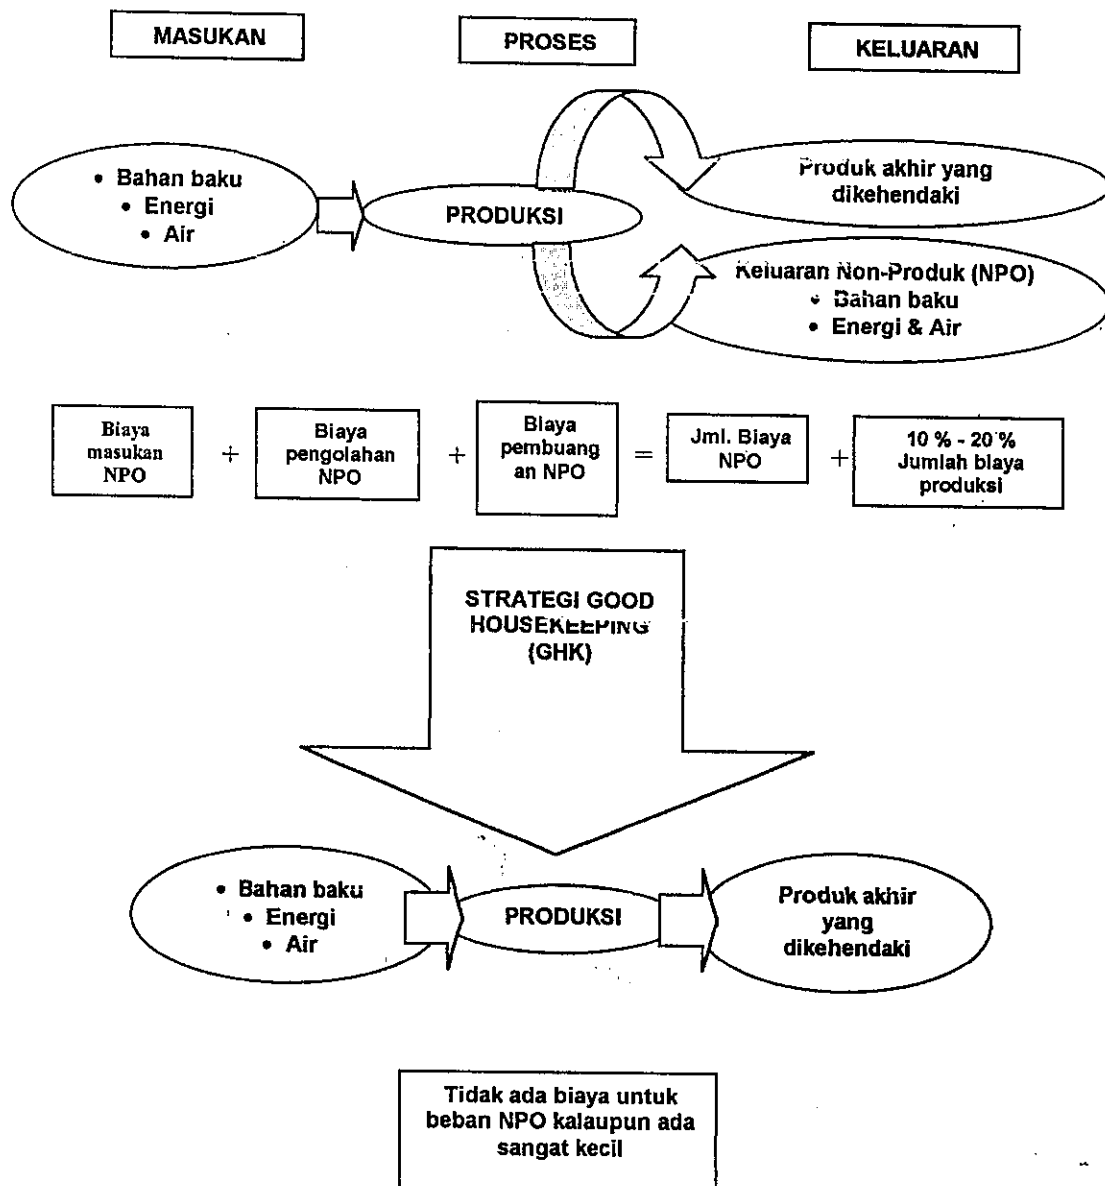 MASUKAN
PROSES
KELUARAN
• Bahan baku
• Energi
• Air
PRODUKSI
Produk akhir yang
dikehendaki
Keluaran Non-Produk (NPO)
• Bahan baku
• Energi & Air
Biaya
masukan
NPO
+
Biaya
pengolahan
NPO
+
Biaya
pembuang
an NPO
=
Jml. Biaya
NPO
+
10 % - 20 %
Jumlah biaya
produksi
STRATEGI GOOD
HOUSEKEEPING
(GHK)
• Bahan baku
• Energi
• Air
PRODUKSI
Produk akhir
yang
dikehendaki
Tidak ada biaya untuk
beban NPO kalaupun ada
sangat kecil